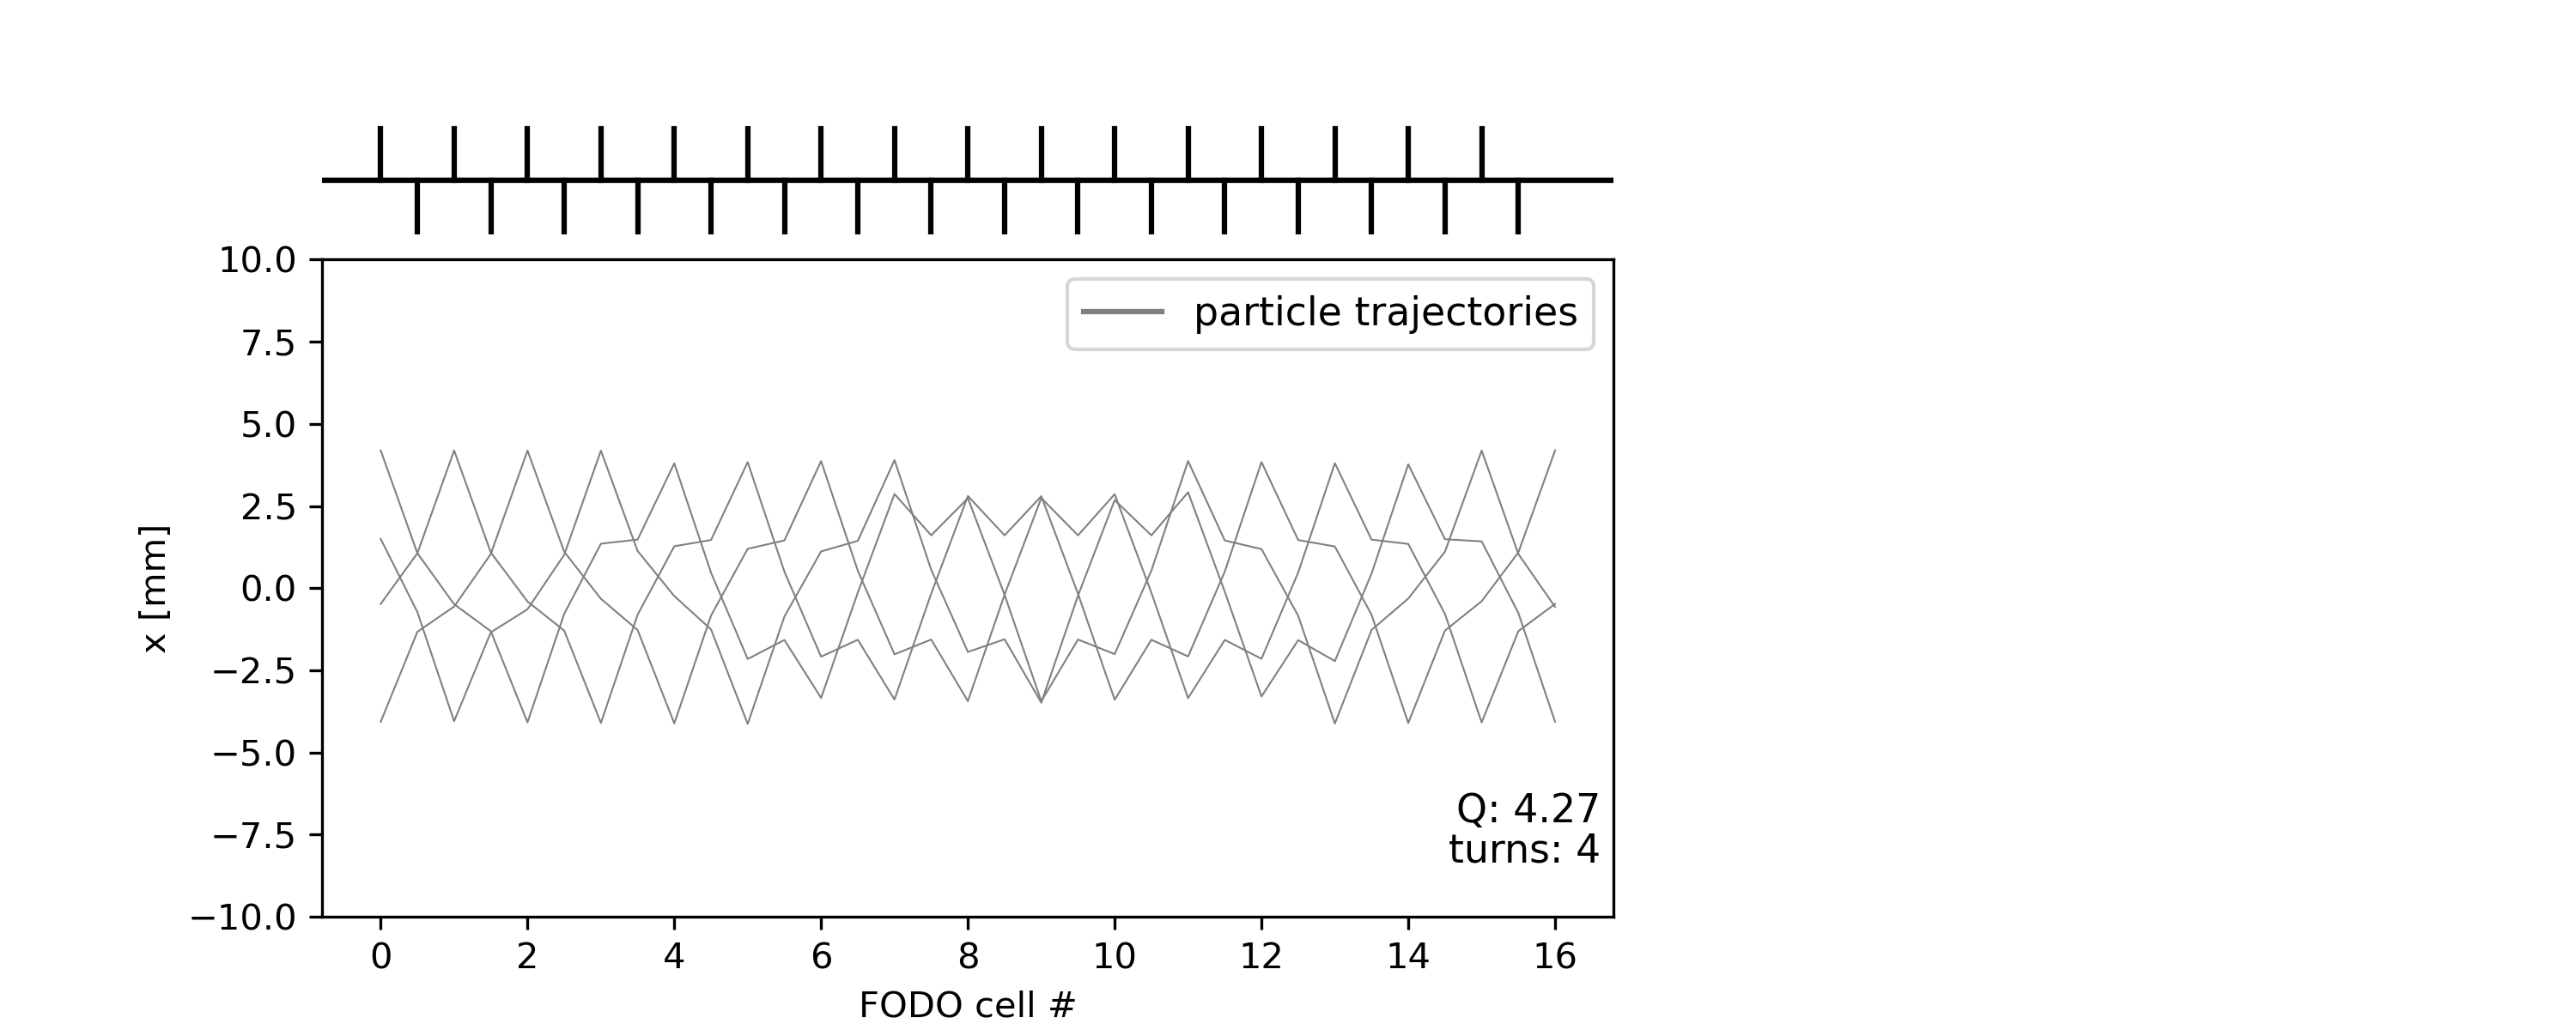 10.0
7.5
5.0
2.5
0.0
−2.5
−5.0
−7.5
−10.0
x [mm]
particle trajectories
Q: 4.27
turns: 4
0 2 4 6 8 10 12 14 16
FODO cell #